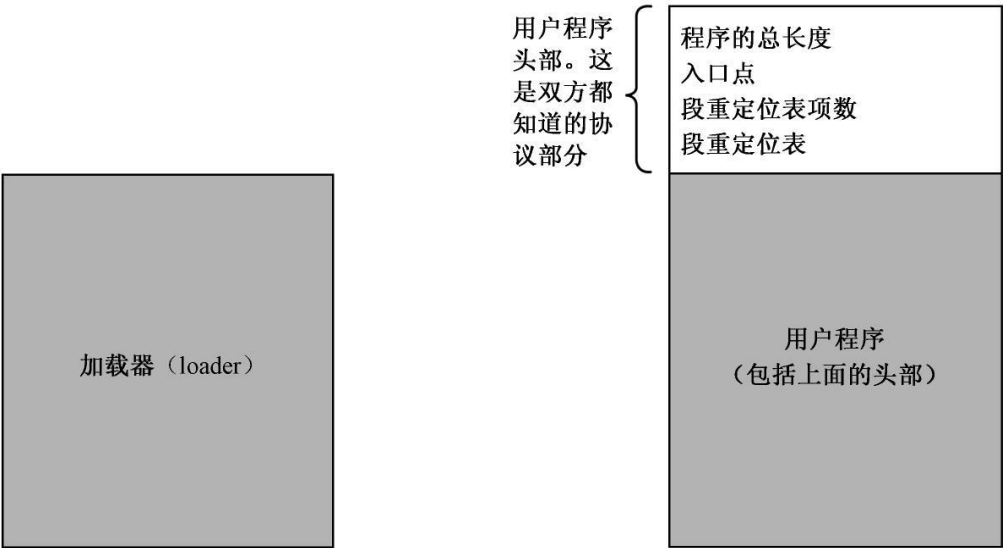 用户程序
头部。这
是双方都
知道的协
议部分
程序的总长度
入口点
段重定位表项数
段重定位表
加载器（loader）
用户程序
（包括上面的头部）